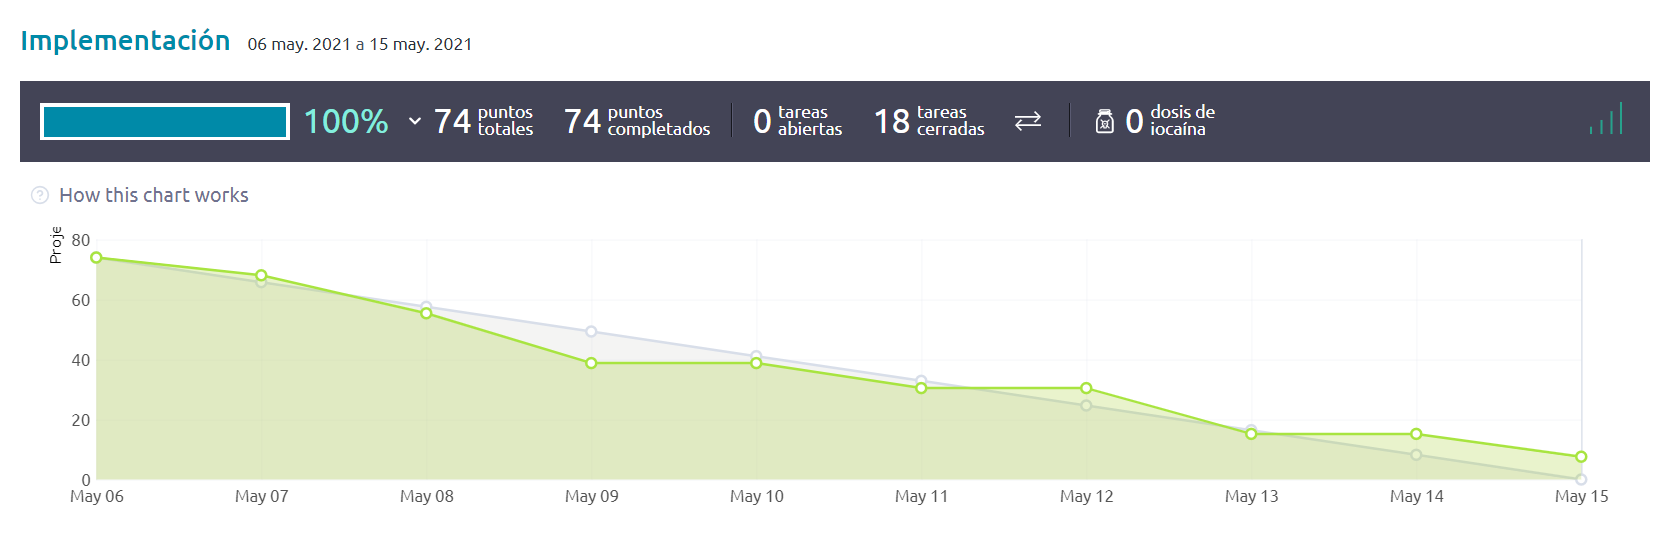 Implementación 06 may. 2021 a 15 may. 2021
100% 74 puntos totales 74 puntos completados 0 tareas abiertas 18 tareas cerradas 0 dosis de iocaína
How this chart works
Proje
80
60
40
20
0
May 06 May 07 May 08 May 09 May 10 May 11 May 12 May 13 May 14 May 15